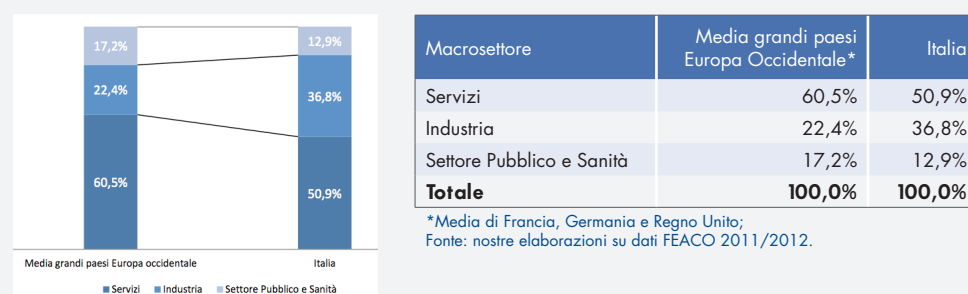 17,2%
12,9%
22,4%
36,8%
60,5%
50,9%
Media grandi paesi Europa occidentale
Italia
Servizi Industria Settore Pubblico e Sanità
Macrosettore Media grandi paesi Europa Occidentale* Italia
Servizi 60,5% 50,9%
Industria 22,4% 36,8%
Settore Pubblico e Sanità 17,2% 12,9%
Totale 100,0% 100,0%
*Media di Francia, Germania e Regno Unito;
Fonte: nostre elaborazioni su dati FEACO 2011/2012.